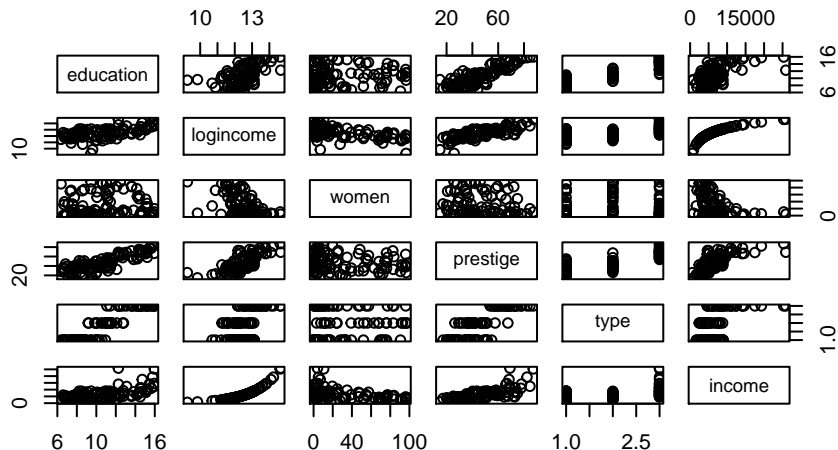 10 13 20 60 0 15000
education 6 16
10 logincome
women 0
20 prestige
type 1.0
0 income
6 10 16 0 40 100 1.0 2.5